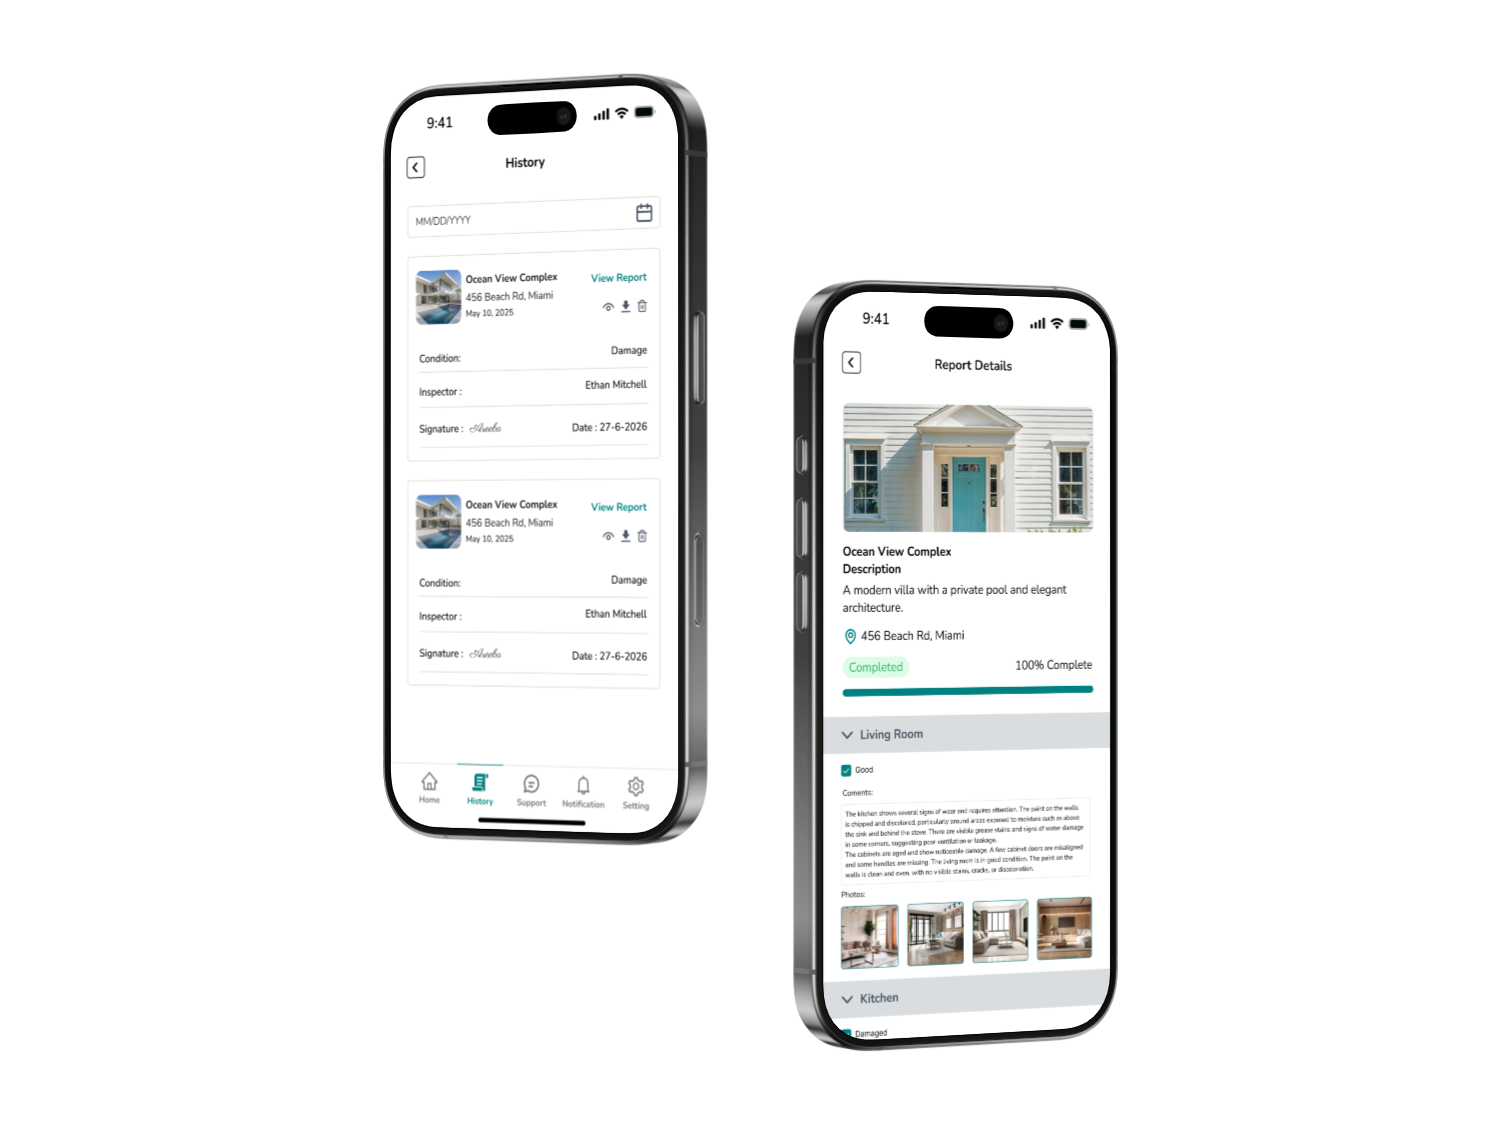 9:41
History
MM/DD/YYYY
Ocean View Complex
View Report
456 Beach Rd, Miami
May 10, 2025
Condition:
Damage
Inspector :
Ethan Mitchell
Signature : Areeba
Date : 27-6-2026
Ocean View Complex
View Report
456 Beach Rd, Miami
May 10, 2025
Condition:
Damage
Inspector :
Ethan Mitchell
Signature : Areeba
Date : 27-6-2026
Home
History
Support
Notification
Setting
9:41
Report Details
Ocean View Complex
Description
A modern villa with a private pool and elegant
architecture.
456 Beach Rd, Miami
Completed
100% Complete
Living Room
Good
Coments:
The kitchen shows several signs of wear and requires attention. The paint on the walls
is chipped and discolored, particularly around areas exposed to moisture such as above
the sink and behind the stove. There are visible grease stains and signs of water damage
in some corners, suggesting poor ventilation or leakage.
The cabinets are aged and show noticeable damage. A few cabinet doors are misaligned
and some handles are missing. The living room is in good condition. The paint on the
walls is clean and even, with no visible stains, cracks, or discoloration.
Photos:
Kitchen
Damaged